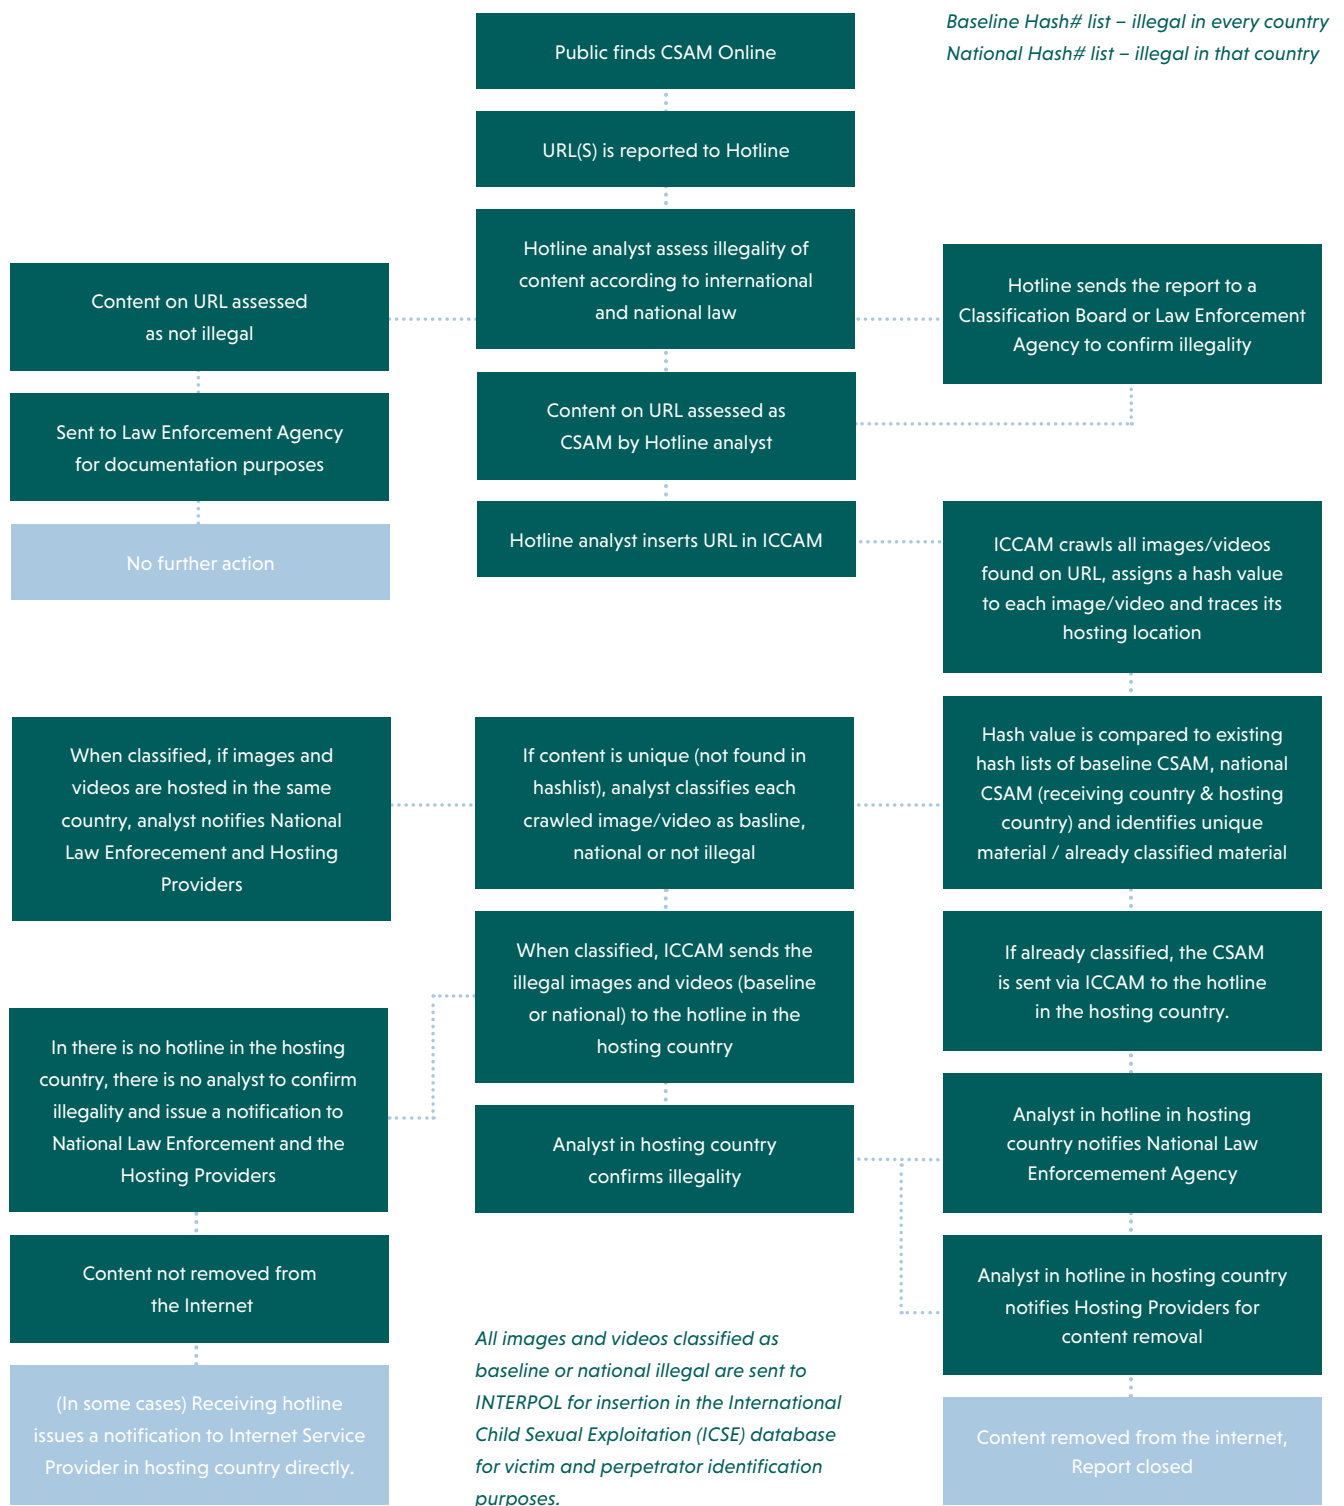 Baseline Hash# list – illegal in every country
National Hash# list – illegal in that country
Public finds CSAM Online
URL(S) is reported to Hotline
Hotline analyst assess illegality of
content according to international
and national law
Content on URL assessed
as not illegal
Hotline sends the report to a
Classification Board or Law Enforcement
Agency to confirm illegality
Sent to Law Enforcement Agency
for documentation purposes
Content on URL assessed as
CSAM by Hotline analyst
No further action
Hotline analyst inserts URL in ICCAM
ICCAM crawls all images/videos
found on URL, assigns a hash value
to each image/video and traces its
hosting location
When classified, if images and
videos are hosted in the same
country, analyst notifies National
Law Enforecement and Hosting
Providers
If content is unique (not found in
hashlist), analyst classifies each
crawled image/video as basline,
national or not illegal
Hash value is compared to existing
hash lists of baseline CSAM, national
CSAM (receiving country & hosting
country) and identifies unique
material / already classified material
When classified, ICCAM sends the
illegal images and videos (baseline
or national) to the hotline in the
hosting country
If already classified, the CSAM
is sent via ICCAM to the hotline
in the hosting country.
In there is no hotline in the hosting
country, there is no analyst to confirm
illegality and issue a notification to
National Law Enforcement and the
Hosting Providers
Analyst in hosting country
confirms illegality
Analyst in hotline in hosting
country notifies National Law
Enforcemement Agency
Content not removed from
the Internet
Analyst in hotline in hosting country
notifies Hosting Providers for
content removal
(In some cases) Receiving hotline
issues a notification to Internet Service
Provider in hosting country directly.
All images and videos classified as
baseline or national illegal are sent to
INTERPOL for insertion in the International
Child Sexual Exploitation (ICSE) database
for victim and perpetrator identification
purposes.
Content removed from the internet,
Report closed